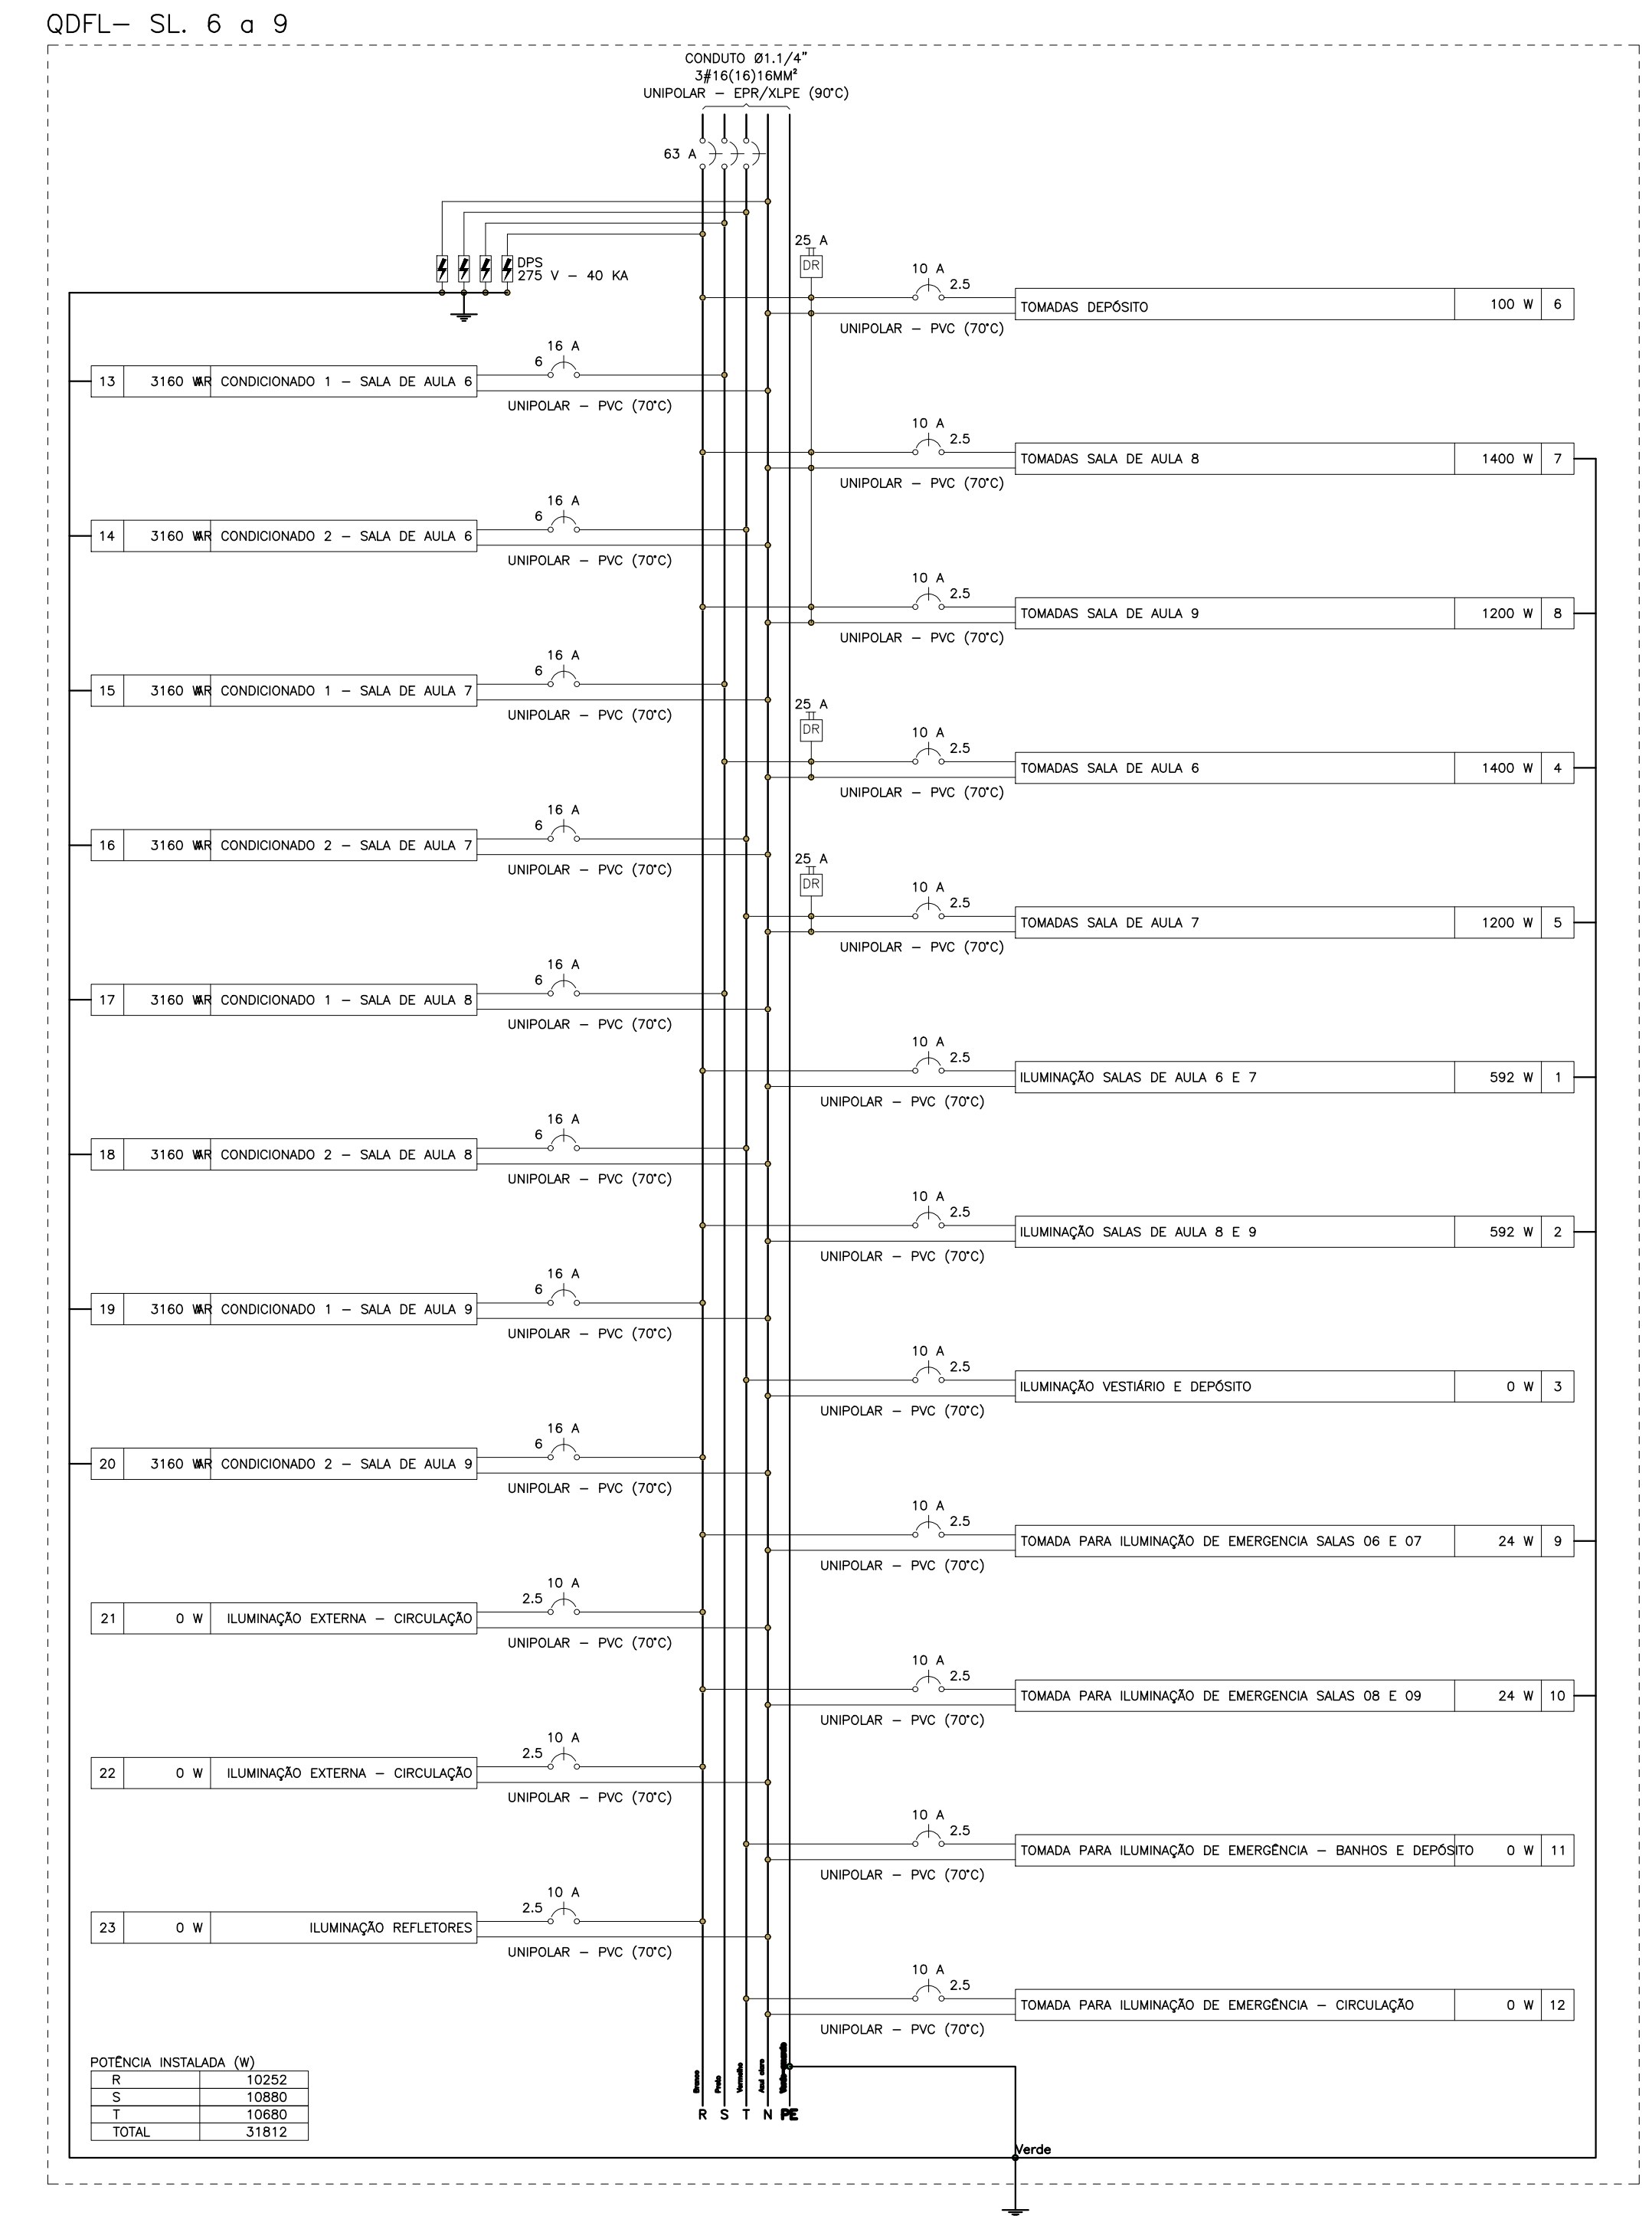 QDFL- SL. 6 a 9
CONDUTO Ø1.1/4"
3#16(16)16MM²
UNIPOLAR - EPR/XLPE (90°C)
63 A
DPS
275 V - 40 KA
25 A
DR
10 A
2.5
TOMADAS DEPÓSITO 100 W 6
UNIPOLAR - PVC (70°C)
16 A
6
13 3160 W AR CONDICIONADO 1 - SALA DE AULA 6
UNIPOLAR - PVC (70°C)
10 A
2.5
TOMADAS SALA DE AULA 8 1400 W 7
UNIPOLAR - PVC (70°C)
16 A
6
14 3160 W AR CONDICIONADO 2 - SALA DE AULA 6
UNIPOLAR - PVC (70°C)
10 A
2.5
TOMADAS SALA DE AULA 9 1200 W 8
UNIPOLAR - PVC (70°C)
16 A
6
15 3160 W AR CONDICIONADO 1 - SALA DE AULA 7
UNIPOLAR - PVC (70°C)
25 A
DR
10 A
2.5
TOMADAS SALA DE AULA 6 1400 W 4
UNIPOLAR - PVC (70°C)
16 A
6
16 3160 W AR CONDICIONADO 2 - SALA DE AULA 7
UNIPOLAR - PVC (70°C)
25 A
DR
10 A
2.5
TOMADAS SALA DE AULA 7 1200 W 5
UNIPOLAR - PVC (70°C)
16 A
6
17 3160 W AR CONDICIONADO 1 - SALA DE AULA 8
UNIPOLAR - PVC (70°C)
10 A
2.5
ILUMINAÇÃO SALAS DE AULA 6 E 7 592 W 1
UNIPOLAR - PVC (70°C)
16 A
6
18 3160 W AR CONDICIONADO 2 - SALA DE AULA 8
UNIPOLAR - PVC (70°C)
10 A
2.5
ILUMINAÇÃO SALAS DE AULA 8 E 9 592 W 2
UNIPOLAR - PVC (70°C)
16 A
6
19 3160 W AR CONDICIONADO 1 - SALA DE AULA 9
UNIPOLAR - PVC (70°C)
10 A
2.5
ILUMINAÇÃO VESTIÁRIO E DEPÓSITO 0 W 3
UNIPOLAR - PVC (70°C)
16 A
6
20 3160 W AR CONDICIONADO 2 - SALA DE AULA 9
UNIPOLAR - PVC (70°C)
10 A
2.5
TOMADA PARA ILUMINAÇÃO DE EMERGENCIA SALAS 06 E 07 24 W 9
UNIPOLAR - PVC (70°C)
10 A
2.5
21 0 W ILUMINAÇÃO EXTERNA - CIRCULAÇÃO
UNIPOLAR - PVC (70°C)
10 A
2.5
TOMADA PARA ILUMINAÇÃO DE EMERGENCIA SALAS 08 E 09 24 W 10
UNIPOLAR - PVC (70°C)
10 A
2.5
22 0 W ILUMINAÇÃO EXTERNA - CIRCULAÇÃO
UNIPOLAR - PVC (70°C)
10 A
2.5
TOMADA PARA ILUMINAÇÃO DE EMERGÊNCIA - BANHOS E DEPÓSITO 0 W 11
UNIPOLAR - PVC (70°C)
10 A
2.5
23 0 W ILUMINAÇÃO REFLETORES
UNIPOLAR - PVC (70°C)
10 A
2.5
TOMADA PARA ILUMINAÇÃO DE EMERGÊNCIA - CIRCULAÇÃO 0 W 12
UNIPOLAR - PVC (70°C)
Branco
Preto
Vermelho
Azul claro
R S T N PE
POTÊNCIA INSTALADA (W)
R 10252
S 10880
T 10680
TOTAL 31812
Verde